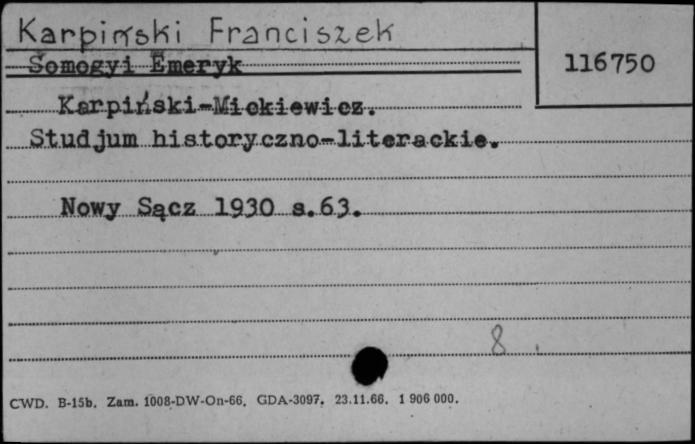 Karpiński Franciszek
116750
Somogyi Emeryk
Karpiński-Mickiewicz.
Studjum historyczno-literackie.
Nowy Sącz 1930 s.63.
8
CWD. B-15b. Zam. 1008-DW-On-66. GDA-3097. 23.11.66. 1 906 000.